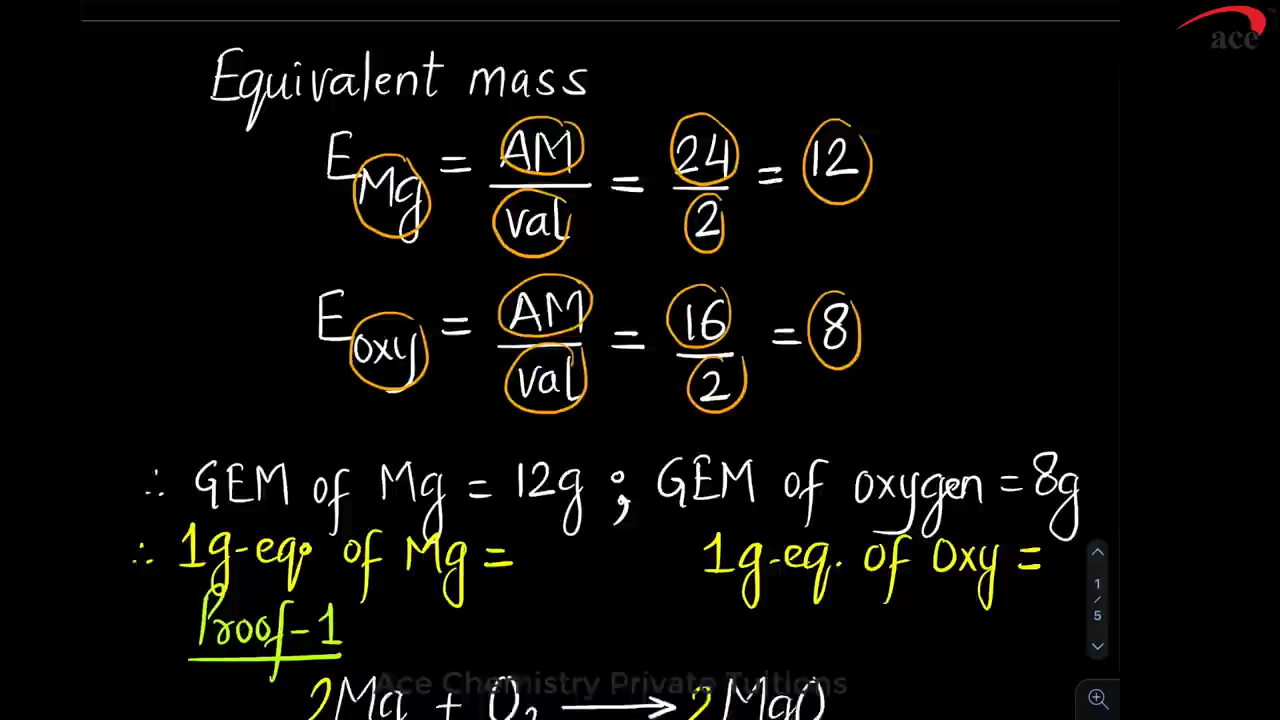 ace
Equivalent mass
E Mg = AM/val = 24/2 = 12
E oxy = AM/val = 16/2 = 8
∴ GEM of Mg = 12g ; GEM of oxygen = 8g
∴ 1g-eq. of Mg = 1g-eq. of Oxy =
Proof-1
2Mg + O2 ⟶ 2MgO
Ace Chemistry Private Tuitions
1
/
5